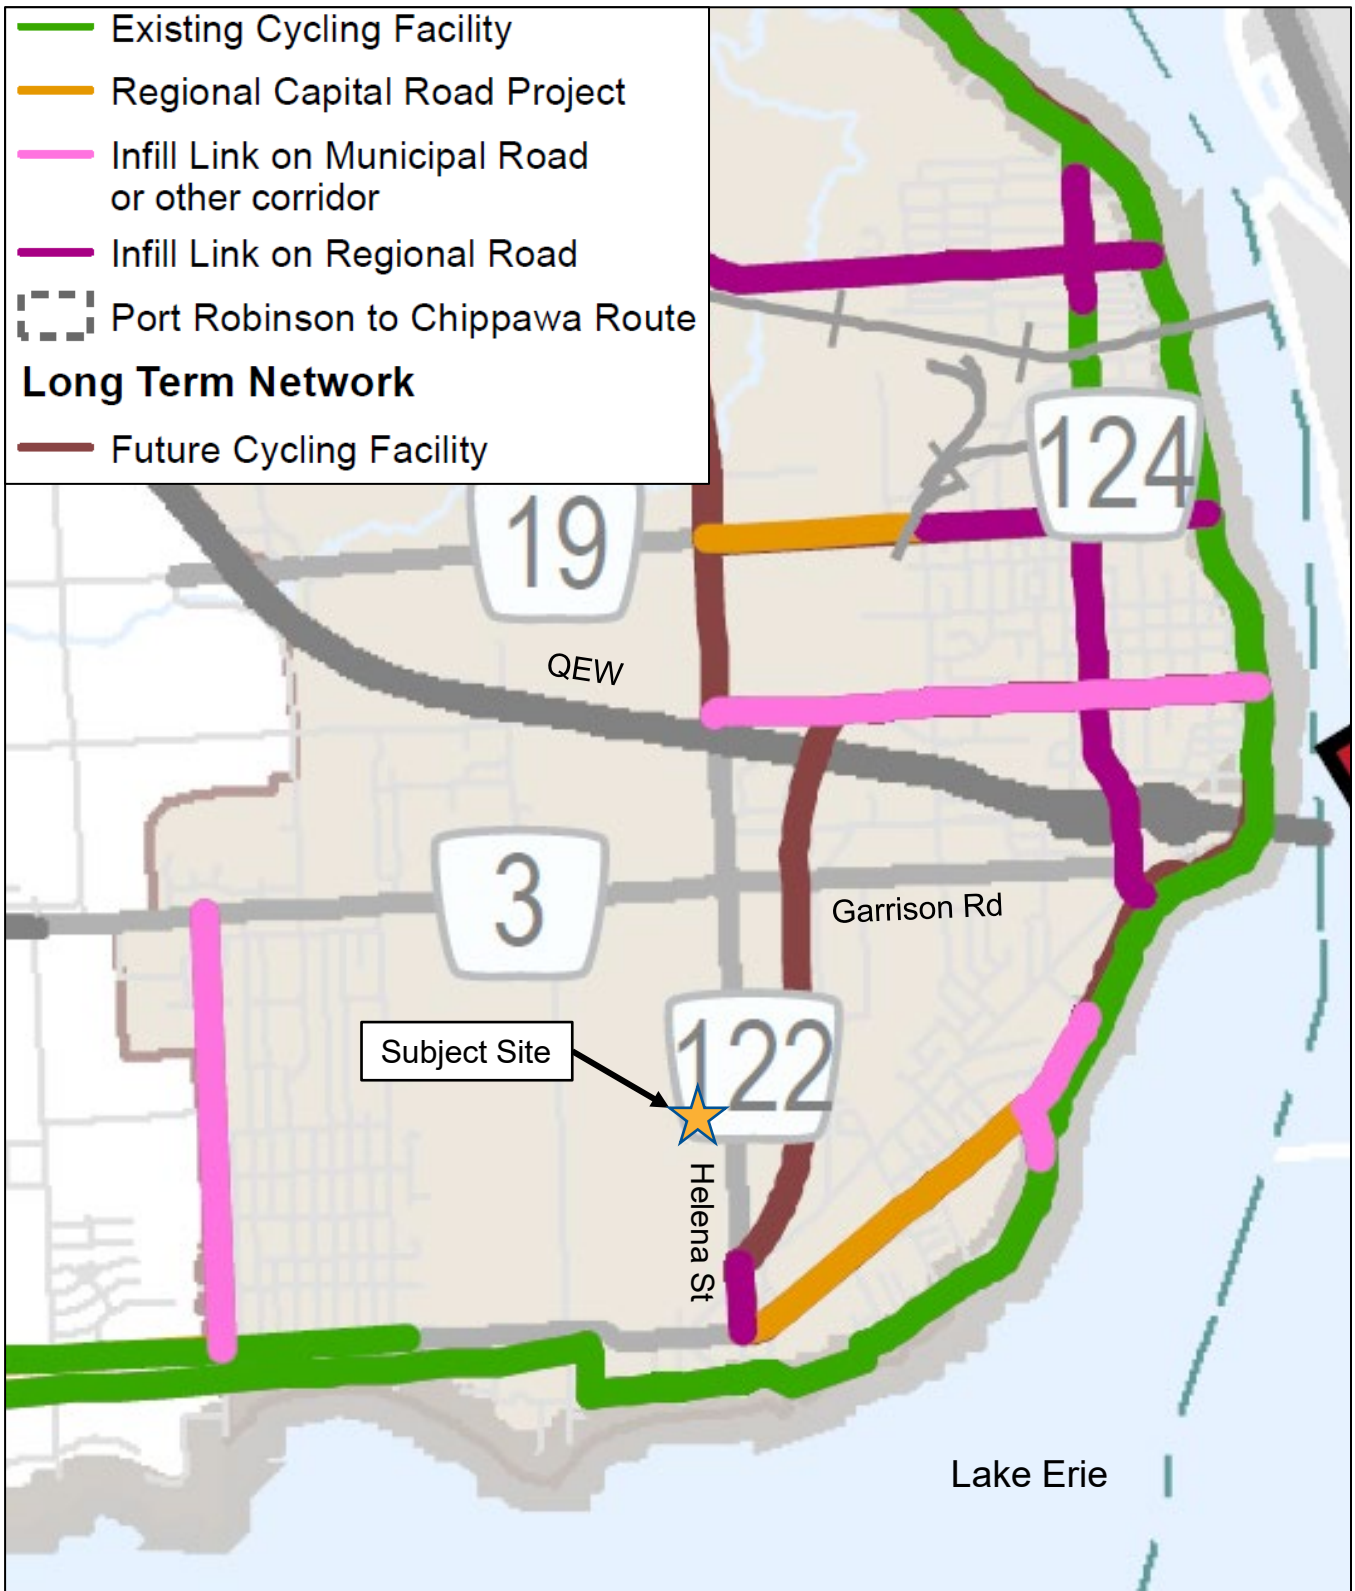 Existing Cycling Facility
Regional Capital Road Project
Infill Link on Municipal Road
or other corridor
Infill Link on Regional Road
Port Robinson to Chippawa Route
Long Term Network
Future Cycling Facility
124
19
QEW
3
Garrison Rd
122
Subject Site
Helena St
Lake Erie